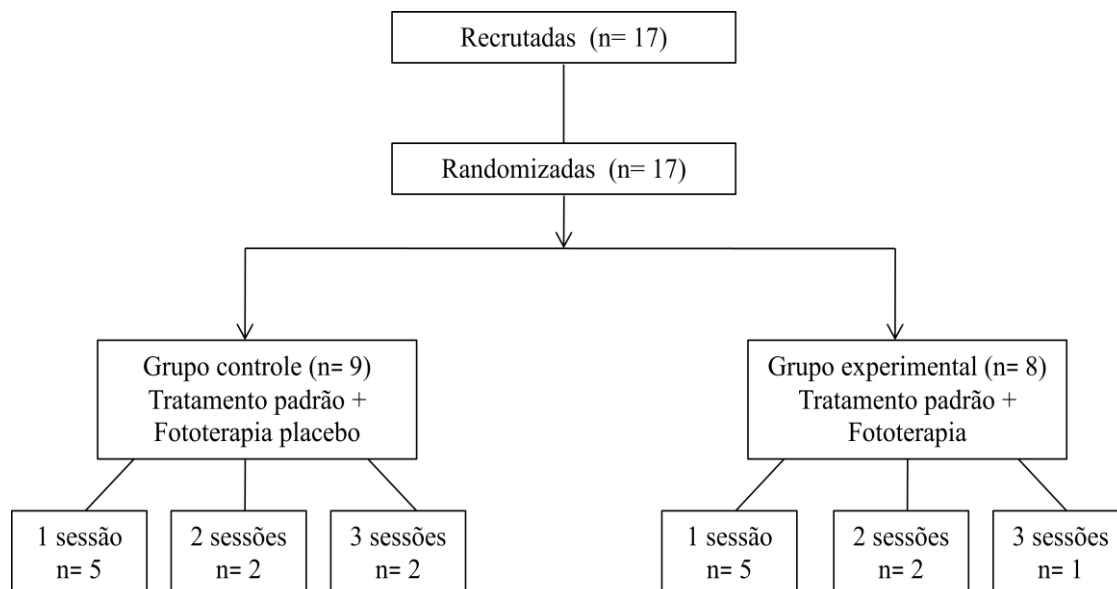 Recrutadas (n= 17)
Randomizadas (n= 17)
Grupo controle (n= 9)
Tratamento padrão +
Fototerapia placebo
Grupo experimental (n= 8)
Tratamento padrão +
Fototerapia
1 sessão
n= 5
2 sessões
n= 2
3 sessões
n= 2
1 sessão
n= 5
2 sessões
n= 2
3 sessões
n= 1